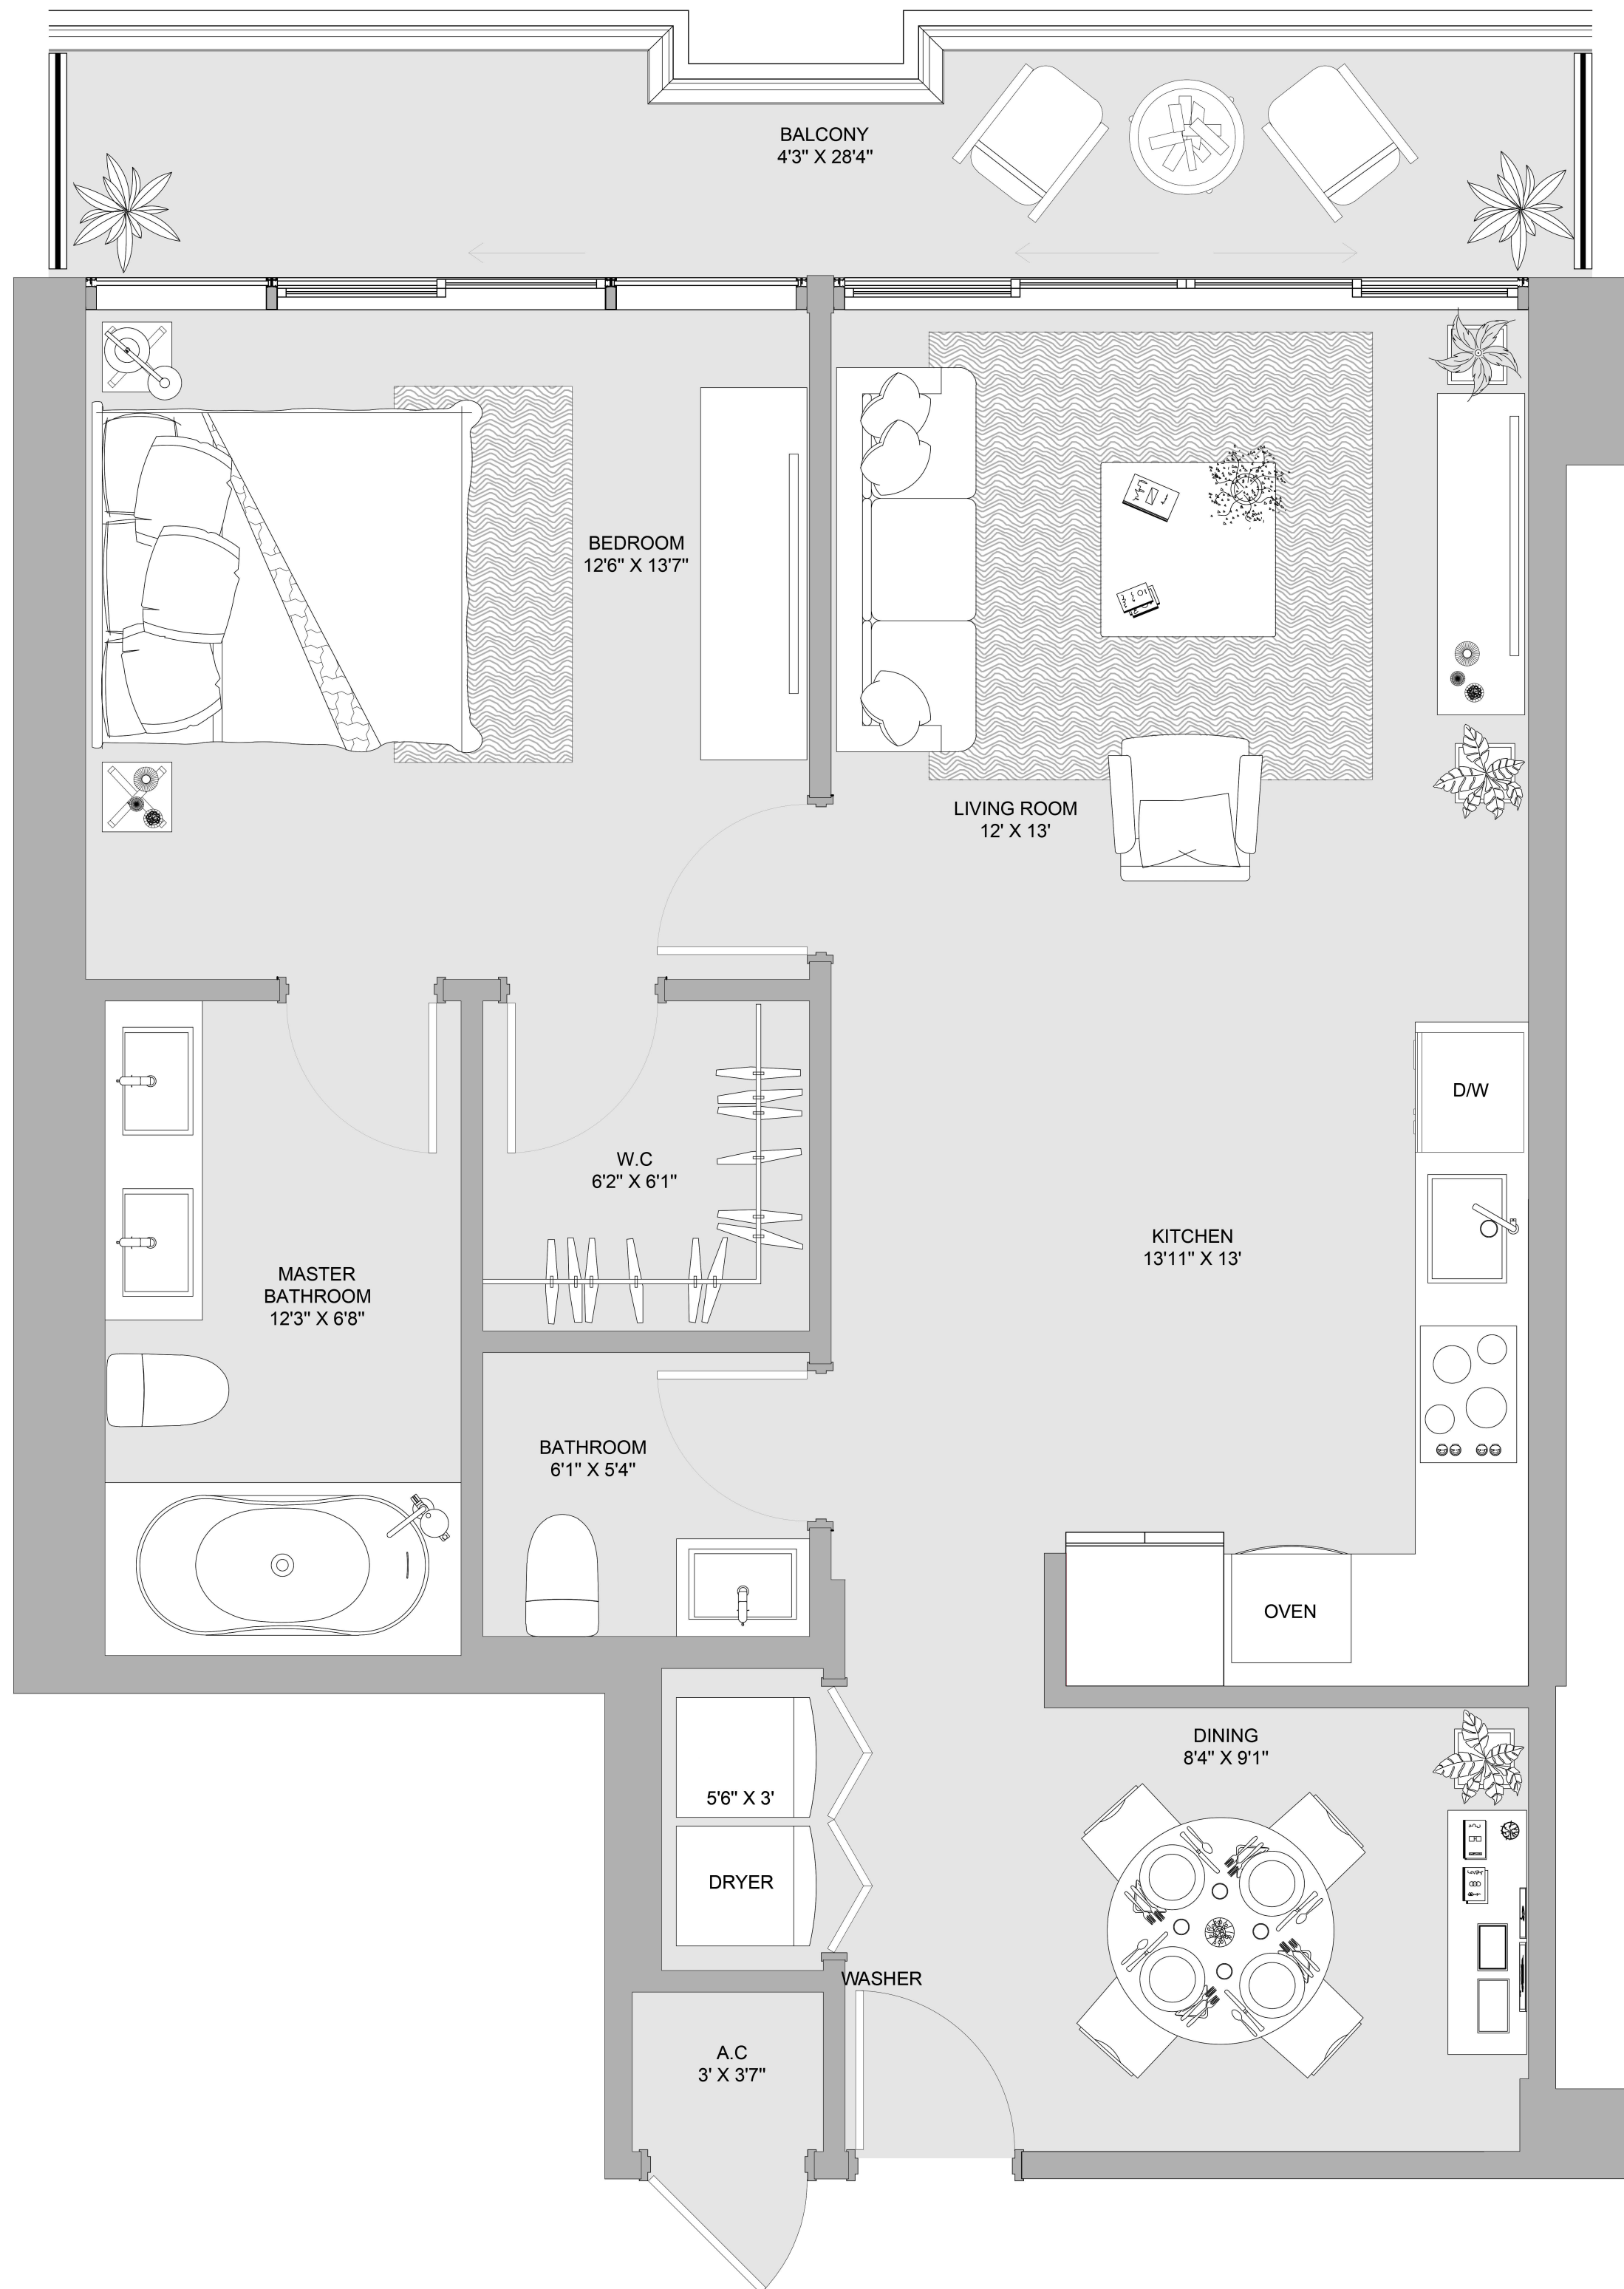 BALCONY
4'3" X 28'4"
BEDROOM
12'6" X 13'7"
LIVING ROOM
12' X 13'
D/W
W.C
6'2" X 6'1"
KITCHEN
13'11" X 13'
MASTER
BATHROOM
12'3" X 6'8"
BATHROOM
6'1" X 5'4"
OVEN
DINING
8'4" X 9'1"
5'6" X 3'
DRYER
WASHER
A.C
3' X 3'7"